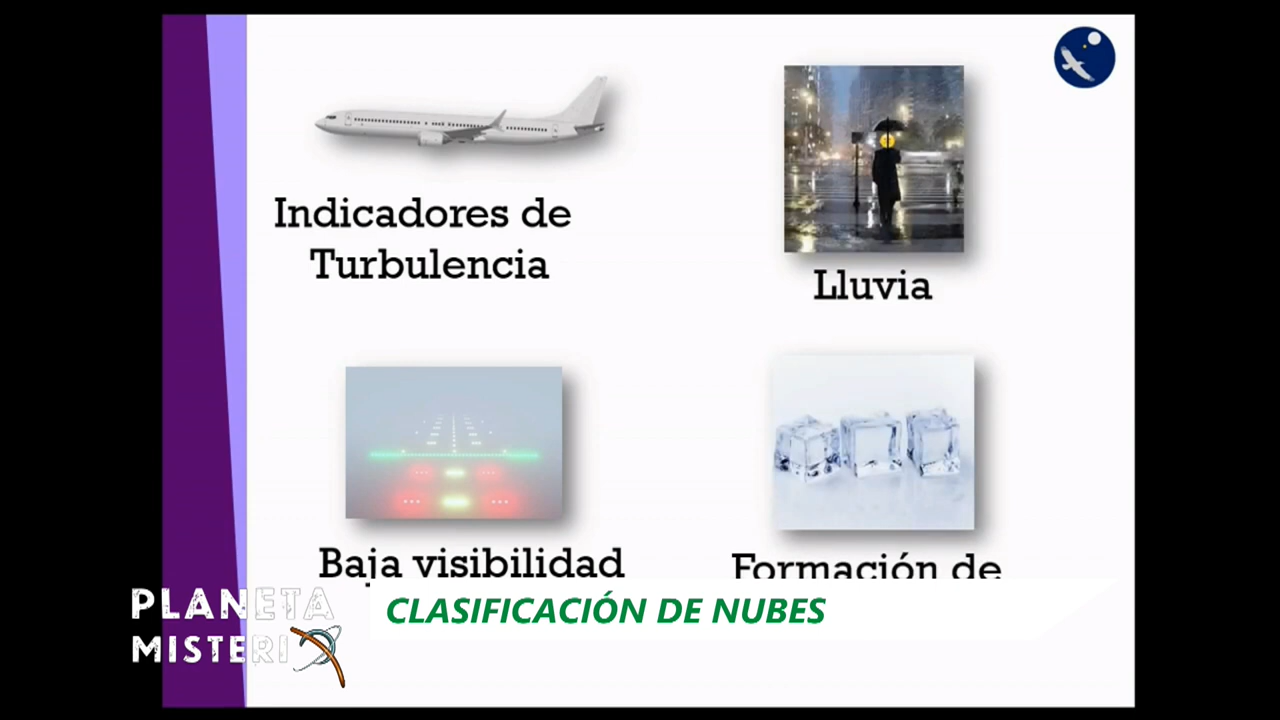 Indicadores de
Turbulencia
Lluvia
Baja visibilidad
Formación de
PLANETA
MISTERIO
CLASIFICACIÓN DE NUBES